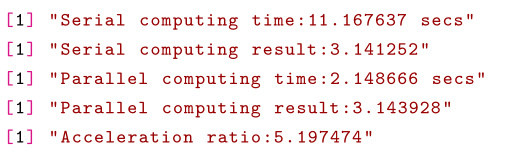 [1] "Serial computing time:11.167637 secs"
[1] "Serial computing result:3.141252"
[1] "Parallel computing time:2.148666 secs"
[1] "Parallel computing result:3.143928"
[1] "Acceleration ratio:5.197474"